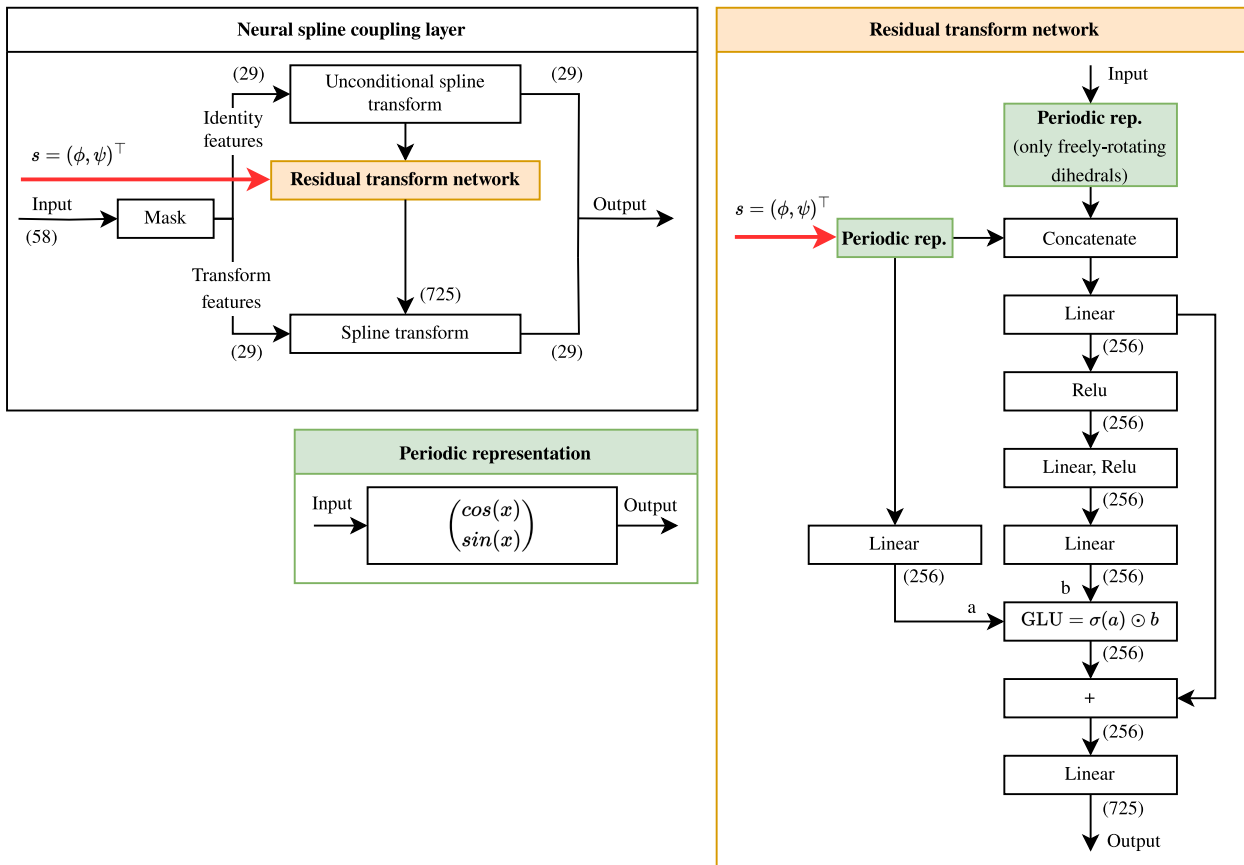 Neural spline coupling layer
(29)
Unconditional spline
transform
(29)
Identity
features
s = (ϕ, ψ)⊤
Residual transform network
Input
(58)
Mask
Output
Transform
features
(725)
(29)
Spline transform
(29)
Periodic representation
Input
(cos(x)
sin(x))
Output
Residual transform network
Input
Periodic rep.
(only freely-rotating
dihedrals)
s = (ϕ, ψ)⊤
Periodic rep.
Concatenate
Linear
(256)
Relu
(256)
Linear, Relu
(256)
Linear
(256)
Linear
(256)
b
a
GLU = σ(a) ⊙ b
(256)
+
(256)
Linear
(725)
Output